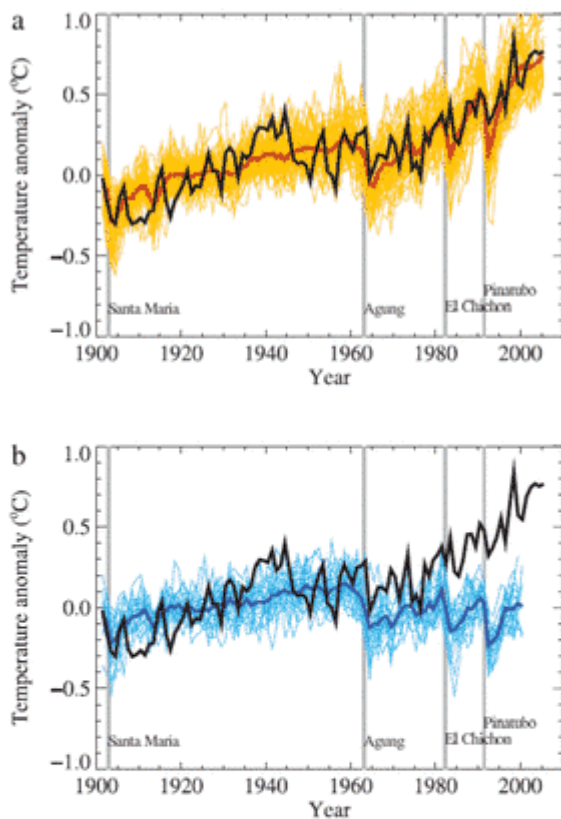 a
Temperature anomaly (°C)
1.0
0.5
0.0
−0.5
−1.0
Santa Maria
Agung
El Chichon
Pinatubo
1900 1920 1940 1960 1980 2000
Year
b
Temperature anomaly (°C)
1.0
0.5
0.0
−0.5
−1.0
Santa Maria
Agung
El Chichon
Pinatubo
1900 1920 1940 1960 1980 2000
Year